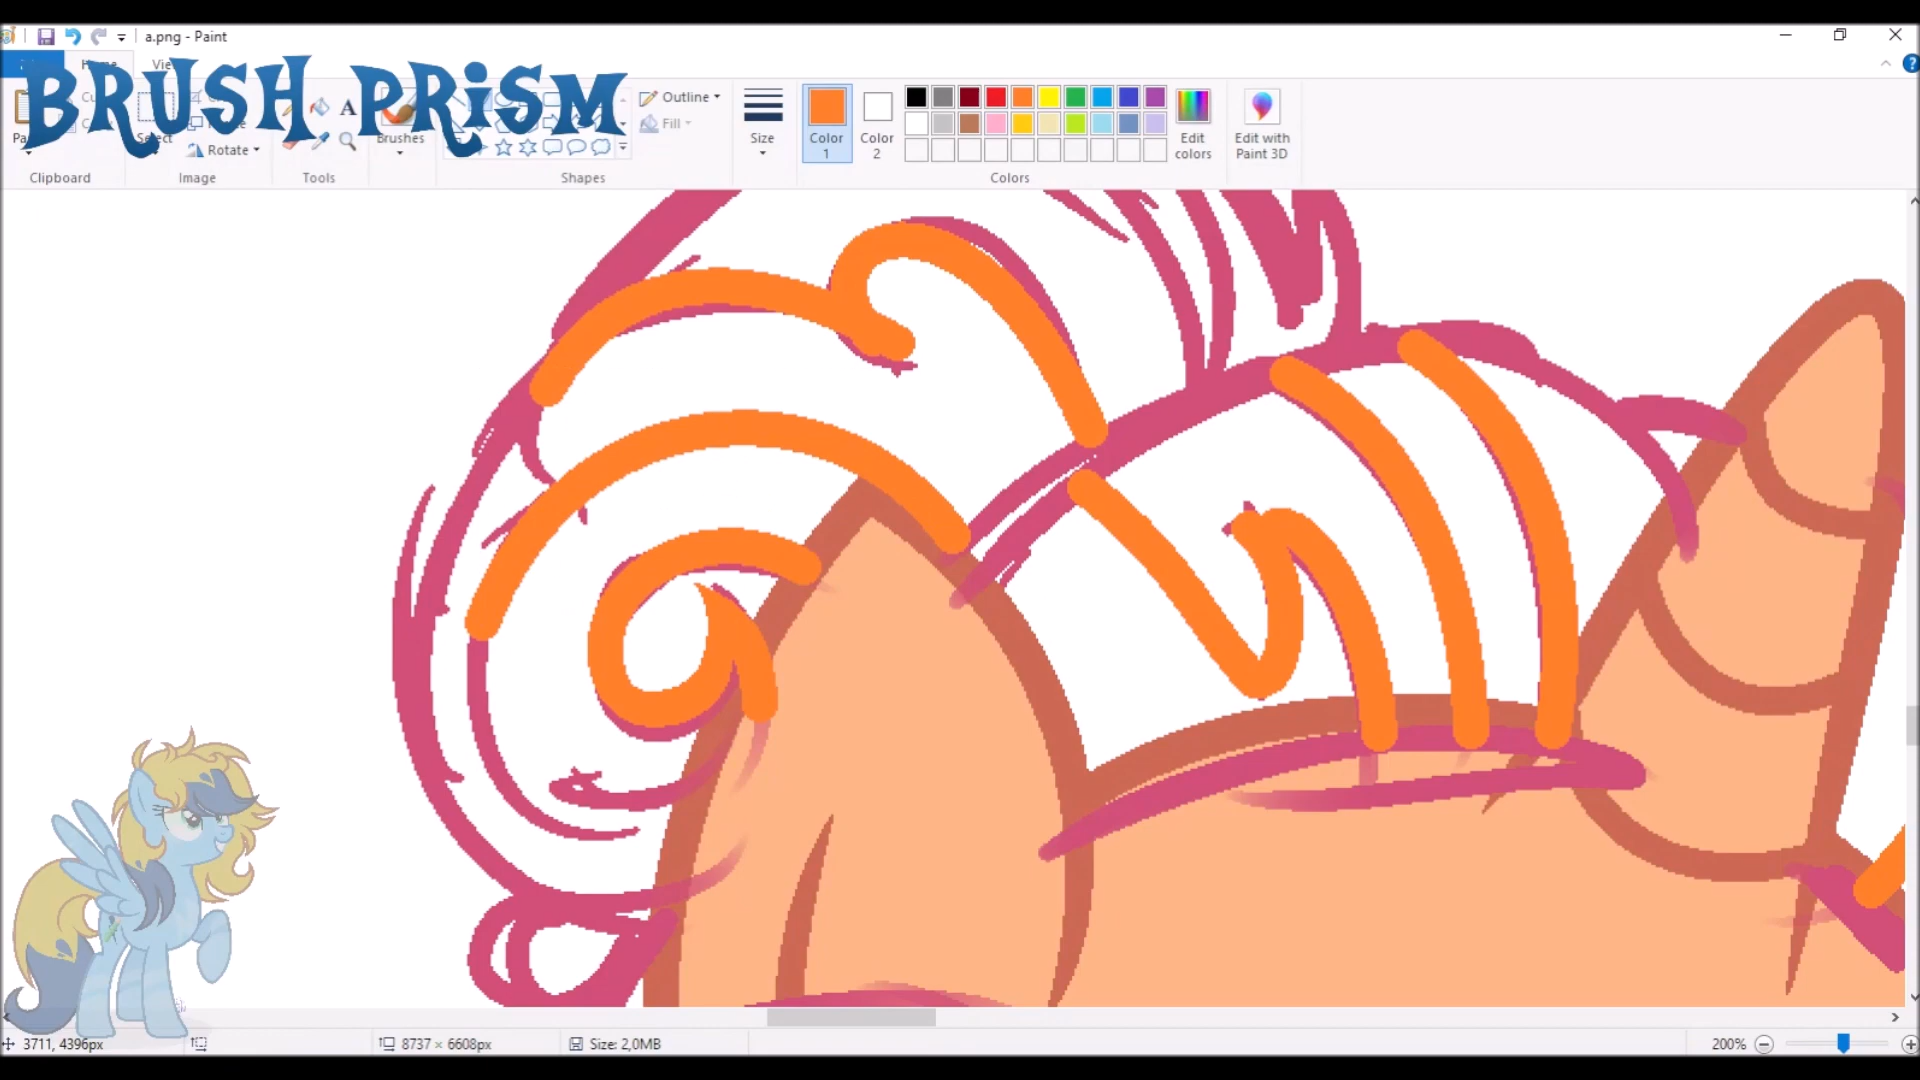 a.png - Paint
BRUSH PRISM
Select
Rotate
Brushes
Outline
Fill
Size
Color 1
Color 2
Edit colors
Edit with Paint 3D
Clipboard
Image
Tools
Shapes
Colors
3711, 4396px
8737 × 6608px
Size: 2,0MB
200%